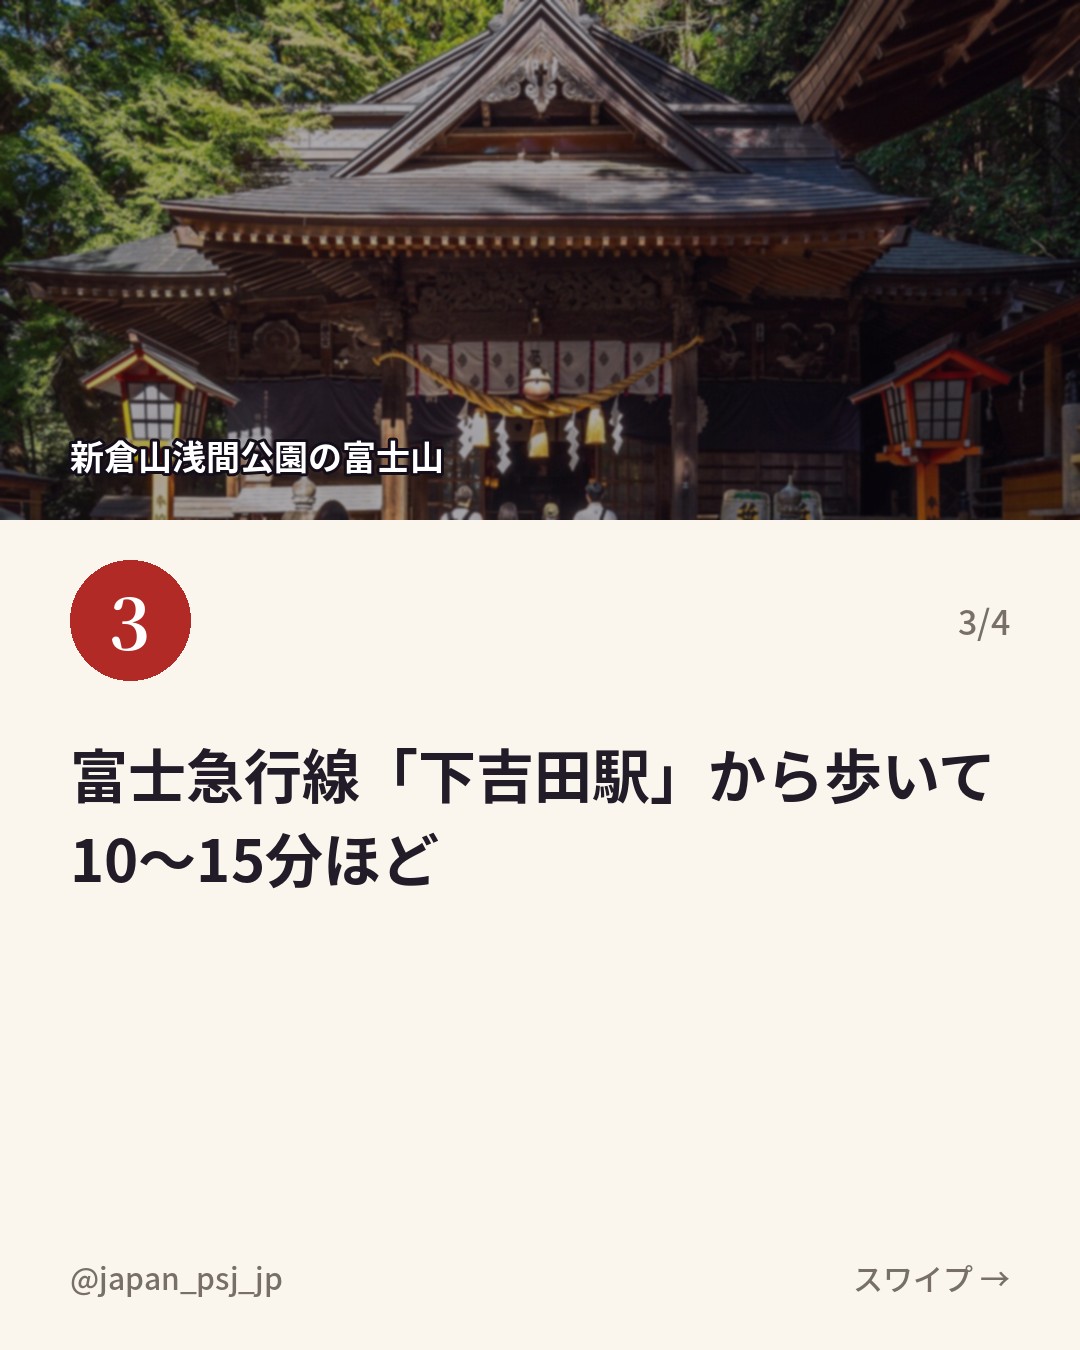 新倉山浅間公園の富士山
3
3/4
富士急行線「下吉田駅」から歩いて
10〜15分ほど
@japan_psj_jp
スワイプ →